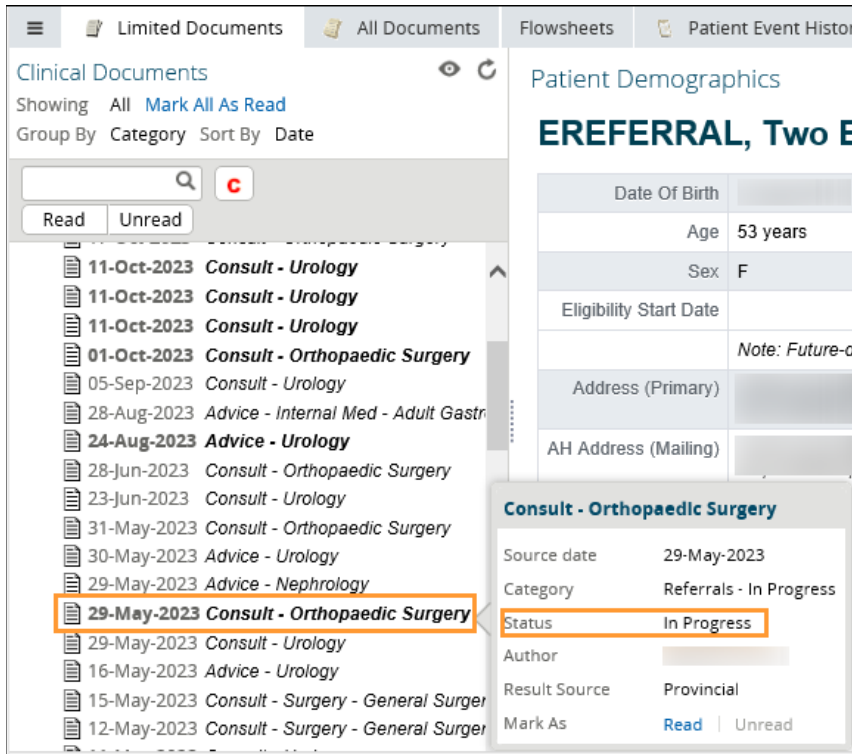 Limited Documents
All Documents
Flowsheets
Patient Event Histor
Clinical Documents
Showing All Mark All As Read
Group By Category Sort By Date
C
Read Unread
11-Oct-2023 Consult - Urology
11-Oct-2023 Consult - Urology
11-Oct-2023 Consult - Urology
01-Oct-2023 Consult - Orthopaedic Surgery
05-Sep-2023 Consult - Urology
28-Aug-2023 Advice - Internal Med - Adult Gastr
24-Aug-2023 Advice - Urology
28-Jun-2023 Consult - Orthopaedic Surgery
23-Jun-2023 Consult - Urology
31-May-2023 Consult - Orthopaedic Surgery
30-May-2023 Advice - Urology
29-May-2023 Advice - Nephrology
29-May-2023 Consult - Orthopaedic Surgery
29-May-2023 Consult - Urology
16-May-2023 Advice - Urology
15-May-2023 Consult - Surgery - General Surger
12-May-2023 Consult - Surgery - General Surger
Patient Demographics
EREFERRAL, Two
Date Of Birth
Age 53 years
Sex F
Eligibility Start Date
Note: Future-
Address (Primary)
AH Address (Mailing)
Consult - Orthopaedic Surgery
Source date 29-May-2023
Category Referrals - In Progress
Status In Progress
Author
Result Source Provincial
Mark As Read | Unread